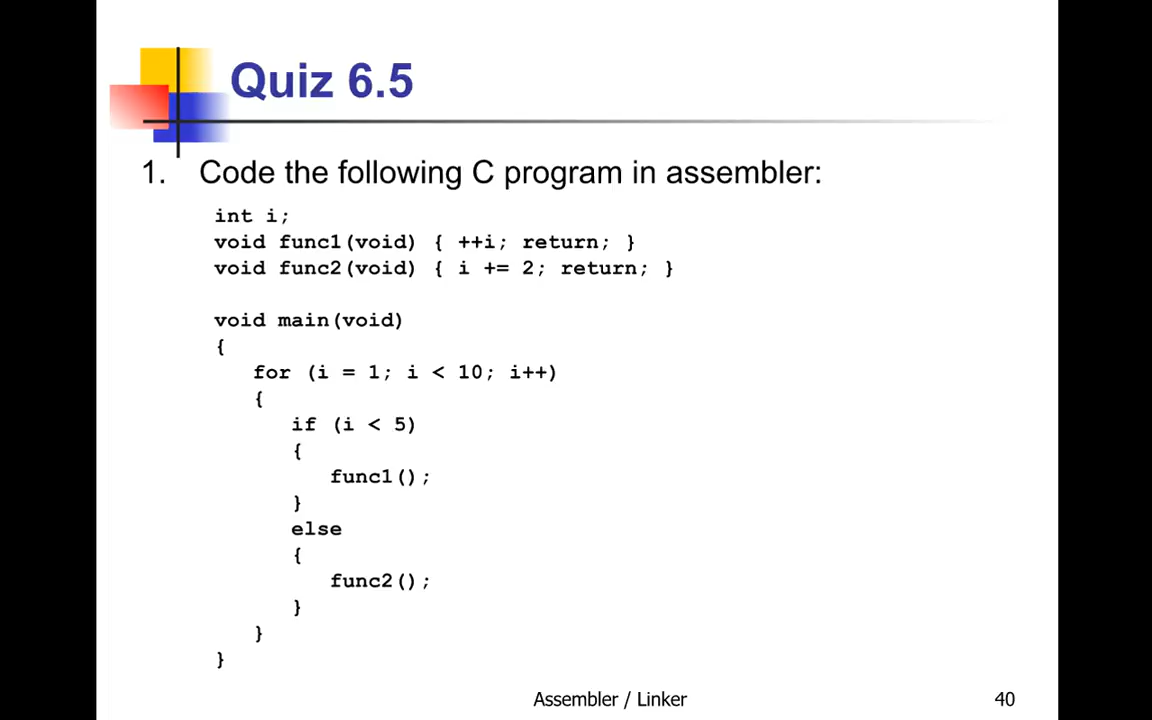 Quiz 6.5
1. Code the following C program in assembler:
int i;
void func1(void) { ++i; return; }
void func2(void) { i += 2; return; }
void main(void)
{
for (i = 1; i < 10; i++)
{
if (i < 5)
{
func1();
}
else
{
func2();
}
}
}
Assembler / Linker
40